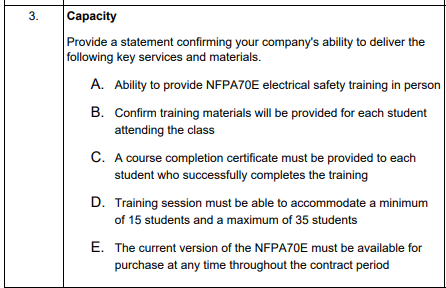 3. Capacity
Provide a statement confirming your company's ability to deliver the
following key services and materials.
A. Ability to provide NFPA70E electrical safety training in person
B. Confirm training materials will be provided for each student
attending the class
C. A course completion certificate must be provided to each
student who successfully completes the training
D. Training session must be able to accommodate a minimum
of 15 students and a maximum of 35 students
E. The current version of the NFPA70E must be available for
purchase at any time throughout the contract period